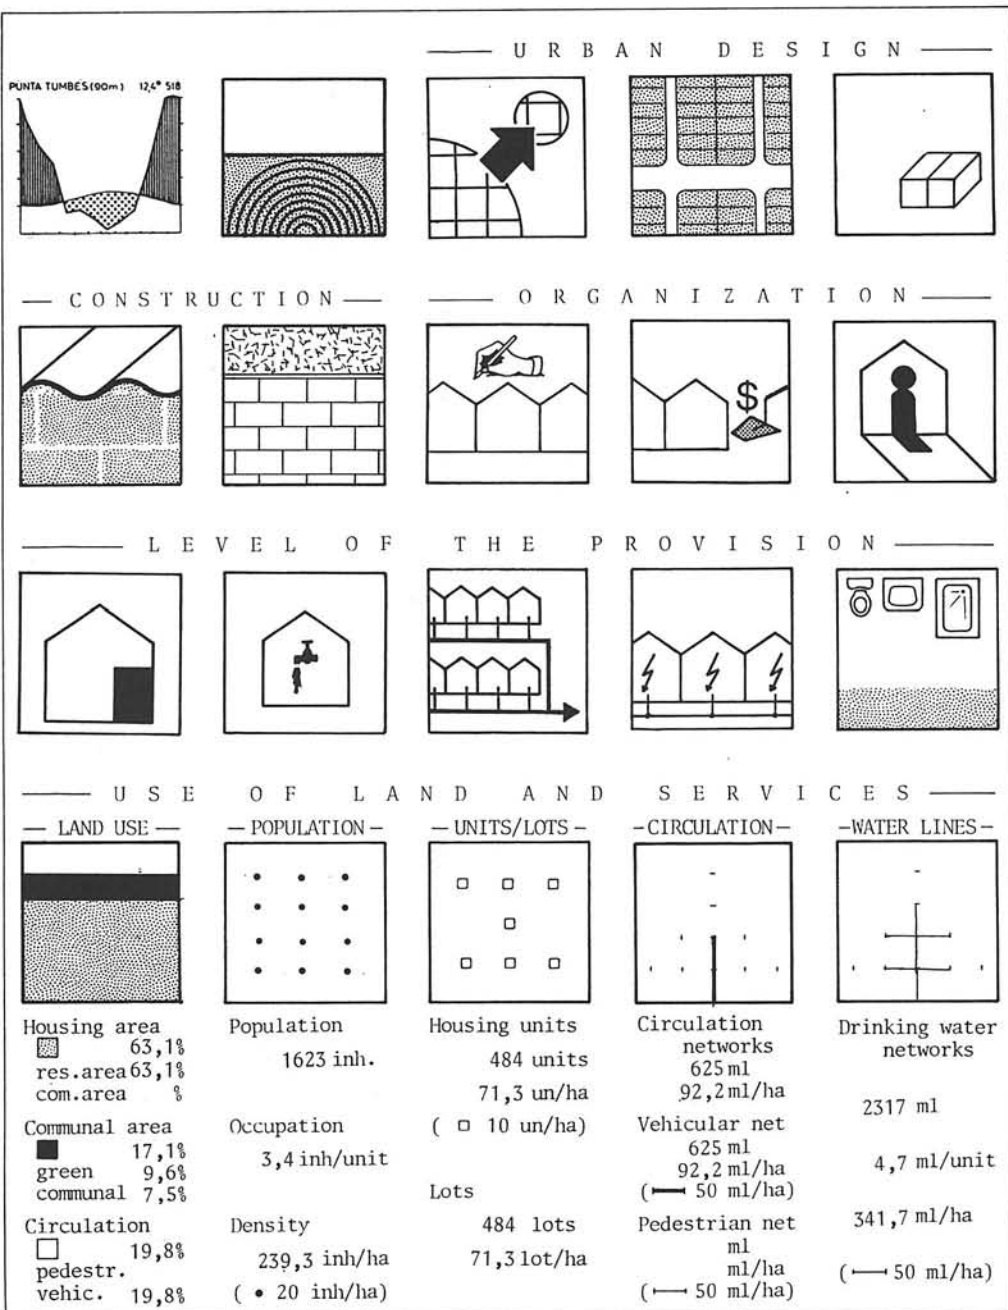 URBAN DESIGN
PUNTA TUMBES (90m) 12,4° 518
CONSTRUCTION
ORGANIZATION
$
LEVEL OF THE PROVISION
USE OF LAND AND SERVICES
LAND USE
POPULATION
UNITS/LOTS
CIRCULATION
WATER LINES
Housing area
63,1%
res.area 63,1%
com.area %
Communal area
17,1%
green 9,6%
communal 7,5%
Circulation
19,8%
pedestr.
vehic. 19,8%
Population
1623 inh.
Occupation
3,4 inh/unit
Density
239,3 inh/ha
( • 20 inh/ha)
Housing units
484 units
71,3 un/ha
( □ 10 un/ha)
Lots
484 lots
71,3 lot/ha
Circulation
networks
625 ml
92,2 ml/ha
Vehicular net
625 ml
92,2 ml/ha
( 50 ml/ha)
Pedestrian net
ml
ml/ha
( 50 ml/ha)
Drinking water
networks
2317 ml
4,7 ml/unit
341,7 ml/ha
( 50 ml/ha)